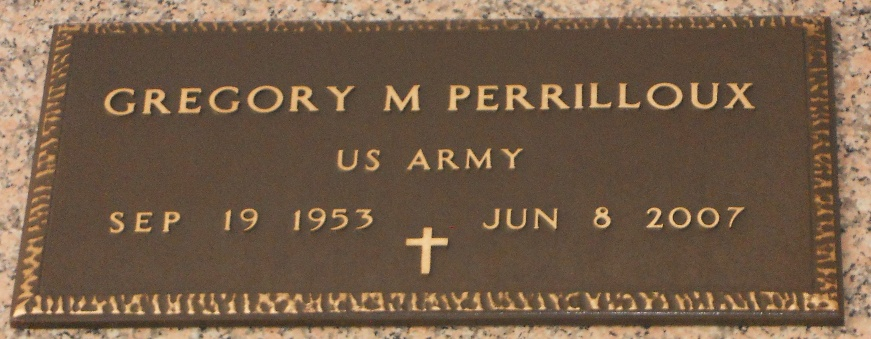 GREGORY M PERRILLOUX
US ARMY
SEP 19 1953 JUN 8 2007